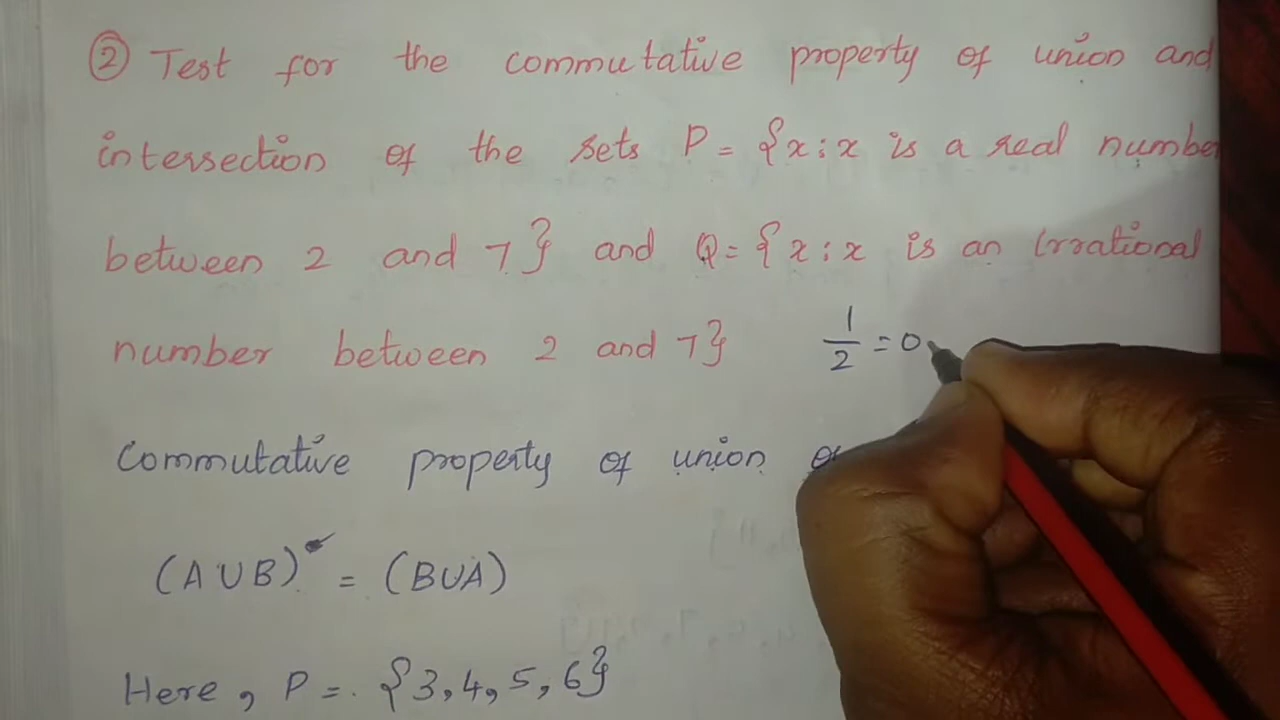 ② Test for the commutative property of union and
intersection of the sets P = {x : x is a real number
between 2 and 7} and Q = {x : x is an Irrational
number between 2 and 7} 1/2 = 0.
Commutative property of union of
(A ∪ B) = (B ∪ A)
Here, P = {3, 4, 5, 6}